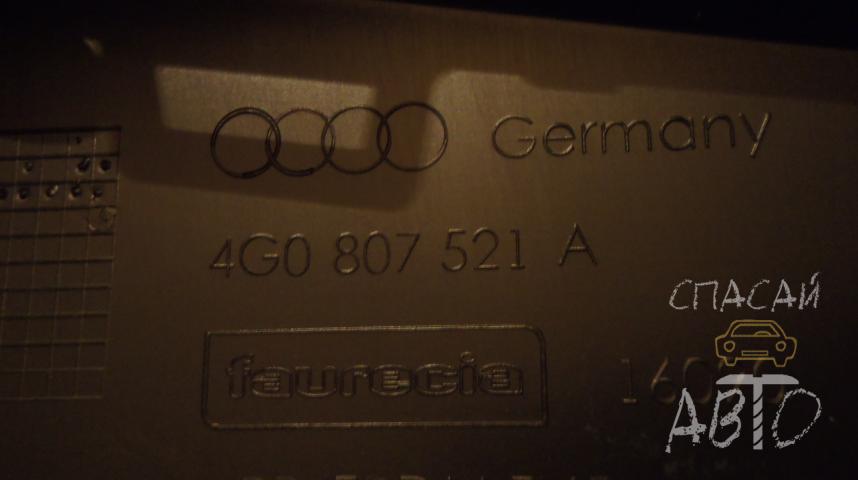 Germany
4G0 807 521 A
faurecia
СПАСАЙ
АВТО